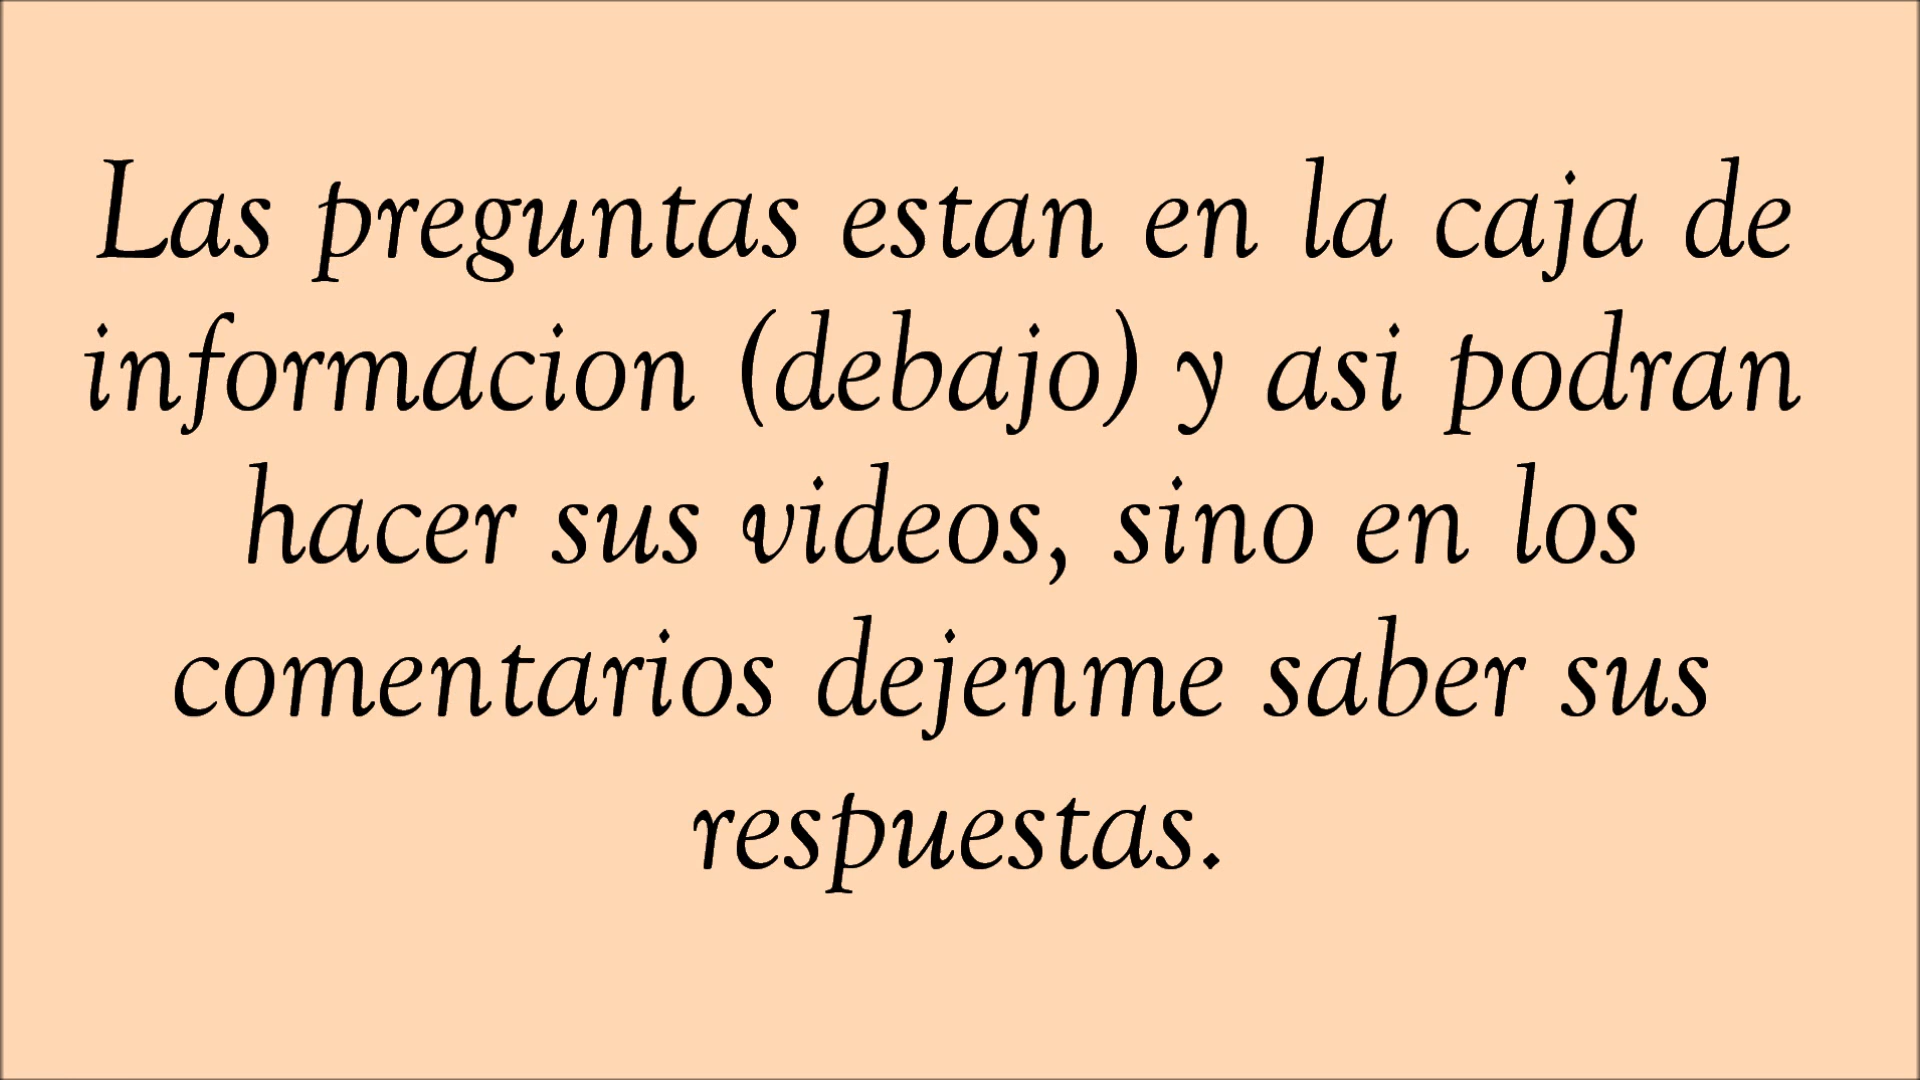 Las preguntas estan en la caja de
informacion (debajo) y asi podran
hacer sus videos, sino en los
comentarios dejenme saber sus
respuestas.